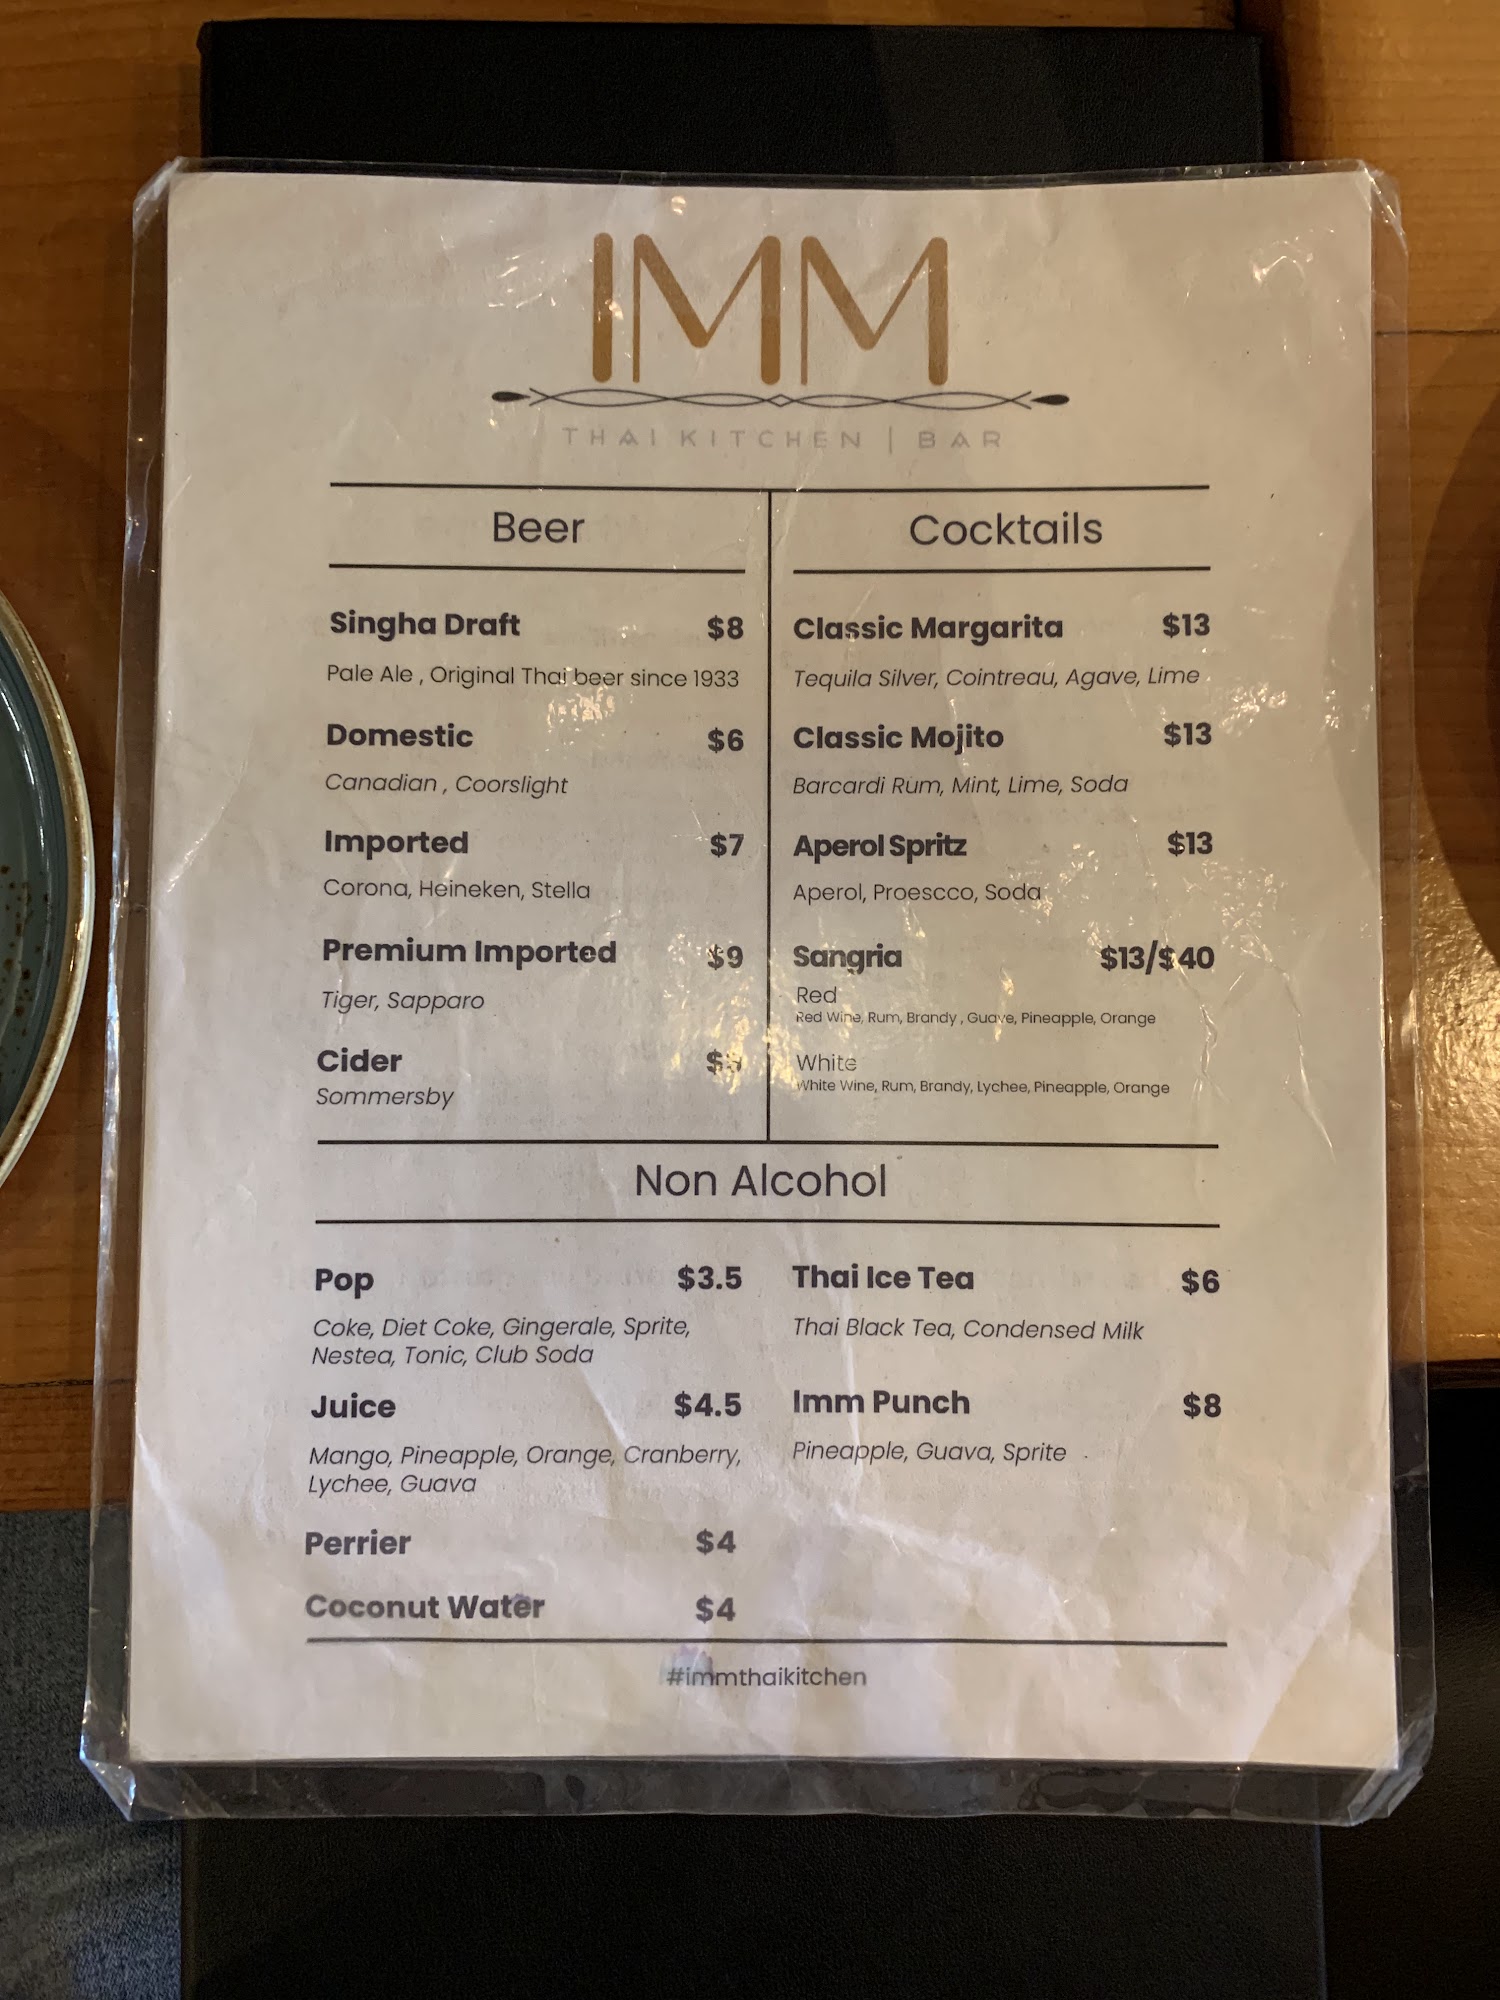 IMM
THAI KITCHEN | BAR
Beer
Singha Draft $8
Pale Ale , Original Thai beer since 1933
Domestic $6
Canadian , Coorslight
Imported $7
Corona, Heineken, Stella
Premium Imported $9
Tiger, Sapparo
Cider
Sommersby
Cocktails
Classic Margarita $13
Tequila Silver, Cointreau, Agave, Lime
Classic Mojito $13
Barcardi Rum, Mint, Lime, Soda
Aperol Spritz $13
Aperol, Proescco, Soda
Sangria $13/$40
Red
Red Wine, Rum, Brandy , Guave, Pineapple, Orange
White
White Wine, Rum, Brandy, Lychee, Pineapple, Orange
Non Alcohol
Pop $3.5
Coke, Diet Coke, Gingerale, Sprite,
Nestea, Tonic, Club Soda
Juice $4.5
Mango, Pineapple, Orange, Cranberry,
Lychee, Guava
Perrier $4
Coconut Water $4
Thai Ice Tea $6
Thai Black Tea, Condensed Milk
Imm Punch $8
Pineapple, Guava, Sprite
#immthaikitchen